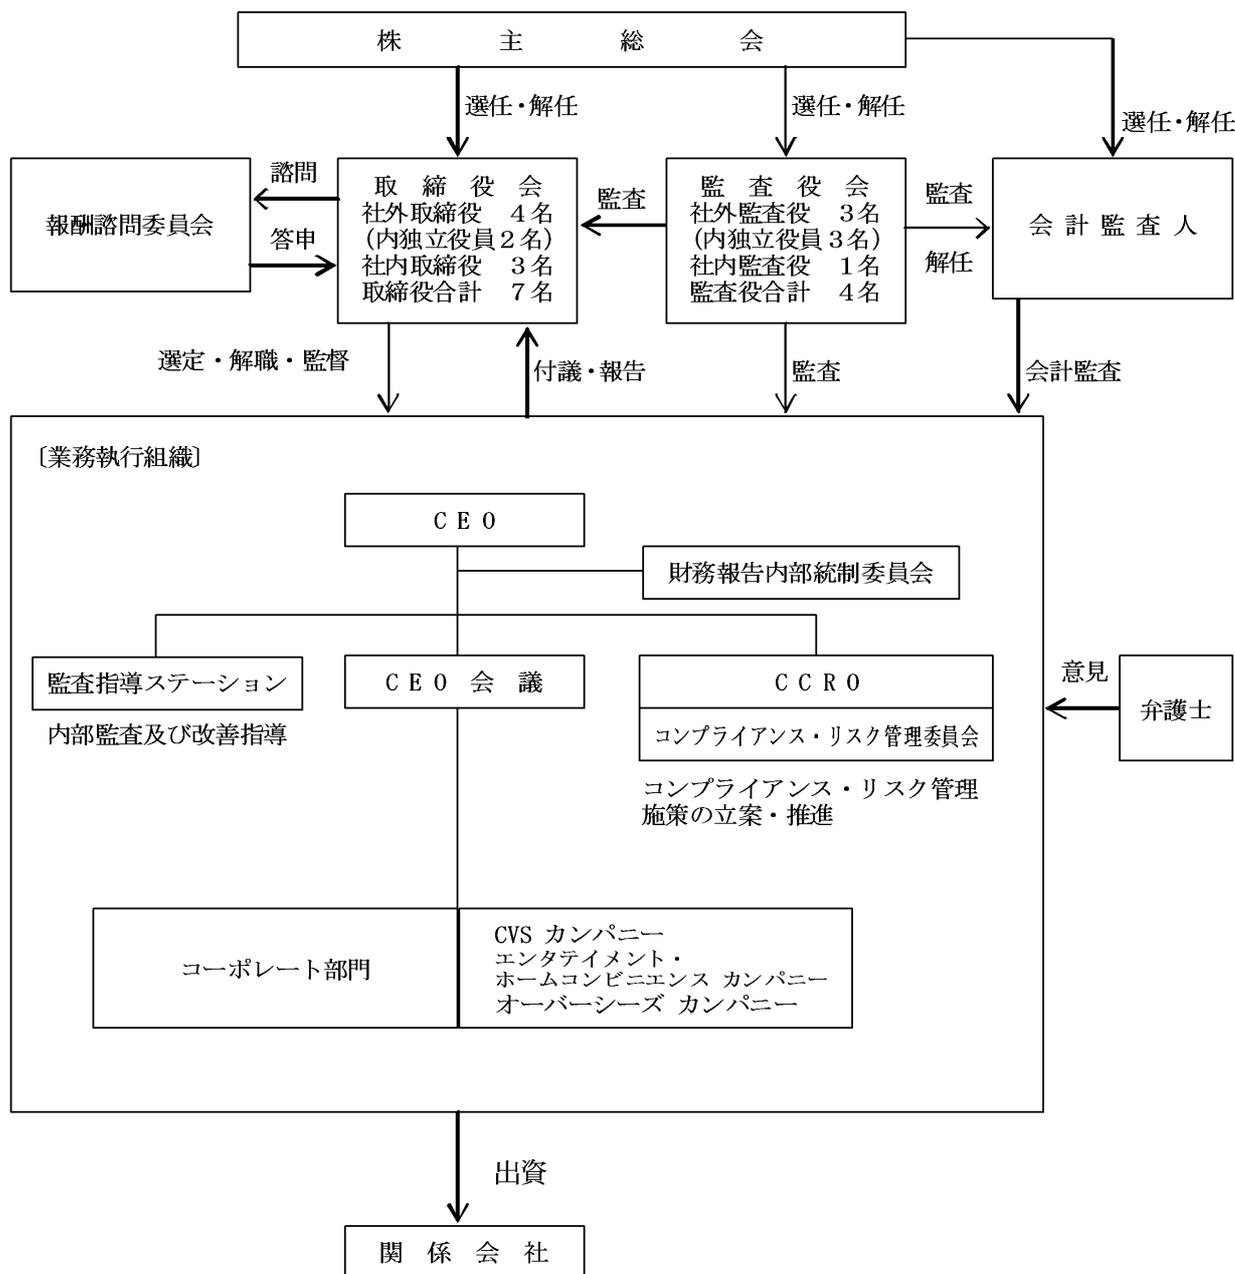 株主総会
選任・解任
選任・解任
選任・解任
諮問
報酬諮問委員会
答申
取締役会
社外取締役 4名
(内独立役員2名)
社内取締役 3名
取締役合計 7名
監査
監査役会
社外監査役 3名
(内独立役員3名)
社内監査役 1名
監査役合計 4名
監査
解任
会計監査人
選定・解職・監督
付議・報告
監査
会計監査
〔業務執行組織〕
CEO
財務報告内部統制委員会
監査指導ステーション
内部監査及び改善指導
CEO会議
CCRO
コンプライアンス・リスク管理委員会
コンプライアンス・リスク管理
施策の立案・推進
意見
弁護士
コーポレート部門
CVS カンパニー
エンタテイメント・
ホームコンビニエンス カンパニー
オーバーシーズ カンパニー
出資
関係会社